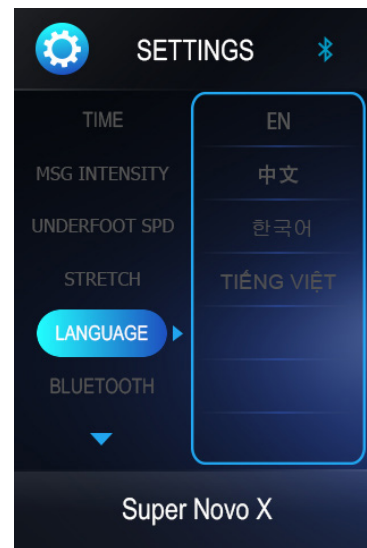 SETTINGS
TIME
MSG INTENSITY
UNDERFOOT SPD
STRETCH
LANGUAGE
BLUETOOTH
EN
中文
한국어
TIẾNG VIỆT
Super Novo X